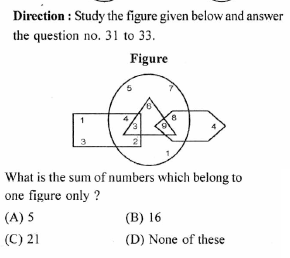 Direction : Study the figure given below and answer
the question no. 31 to 33.
Figure
5 7
6
1 4 3 9 8 4
3 2
1
What is the sum of numbers which belong to
one figure only ?
(A) 5 (B) 16
(C) 21 (D) None of these